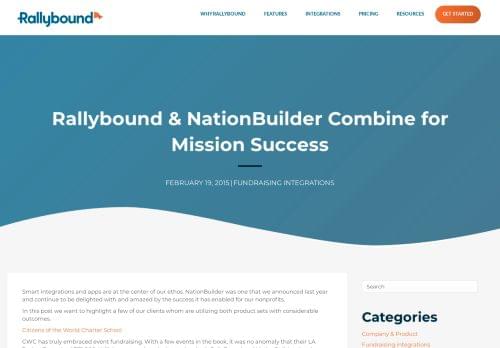 Rallybound
WHY RALLYBOUND
FEATURES
INTEGRATIONS
PRICING
RESOURCES
GET STARTED
Rallybound & NationBuilder Combine for
Mission Success
FEBRUARY 19, 2015 | FUNDRAISING INTEGRATIONS
Smart integrations and apps are at the center of our ethos. NationBuilder was one that we announced last year
and continue to be delighted with and amazed by the success it has enabled for our nonprofits.
In this post we want to highlight a few of our clients whom are utilizing both product sets with considerable
outcomes.
Citizens of the World Charter School
CWC has truly embraced event fundraising. With a few events in the book, it was no anomaly that their LA
Search
Categories
Company & Product
Fundraising Integrations